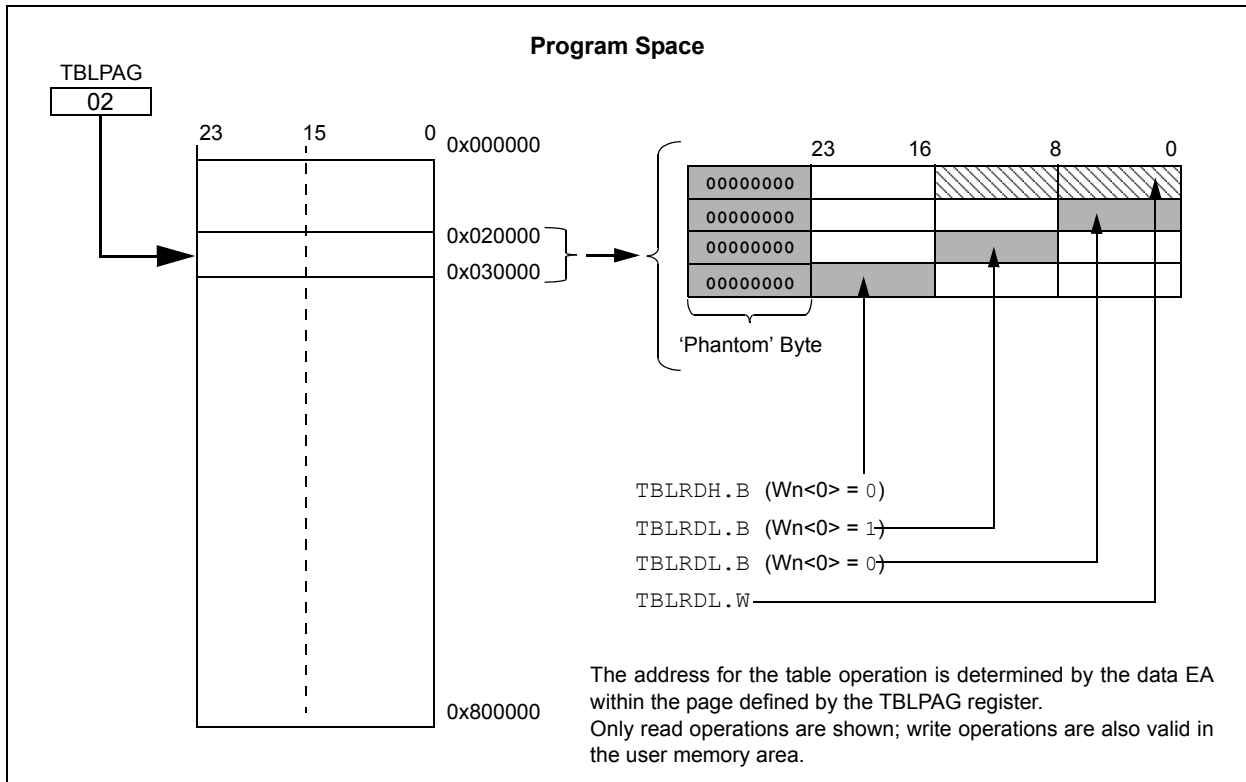 Program Space
TBLPAG
02
23 15 0
0x000000
0x020000
0x030000
0x800000
23 16 8 0
00000000
00000000
00000000
00000000
‘Phantom’ Byte
TBLRDH.B (Wn<0> = 0)
TBLRDL.B (Wn<0> = 1)
TBLRDL.B (Wn<0> = 0)
TBLRDL.W
The address for the table operation is determined by the data EA
within the page defined by the TBLPAG register.
Only read operations are shown; write operations are also valid in
the user memory area.